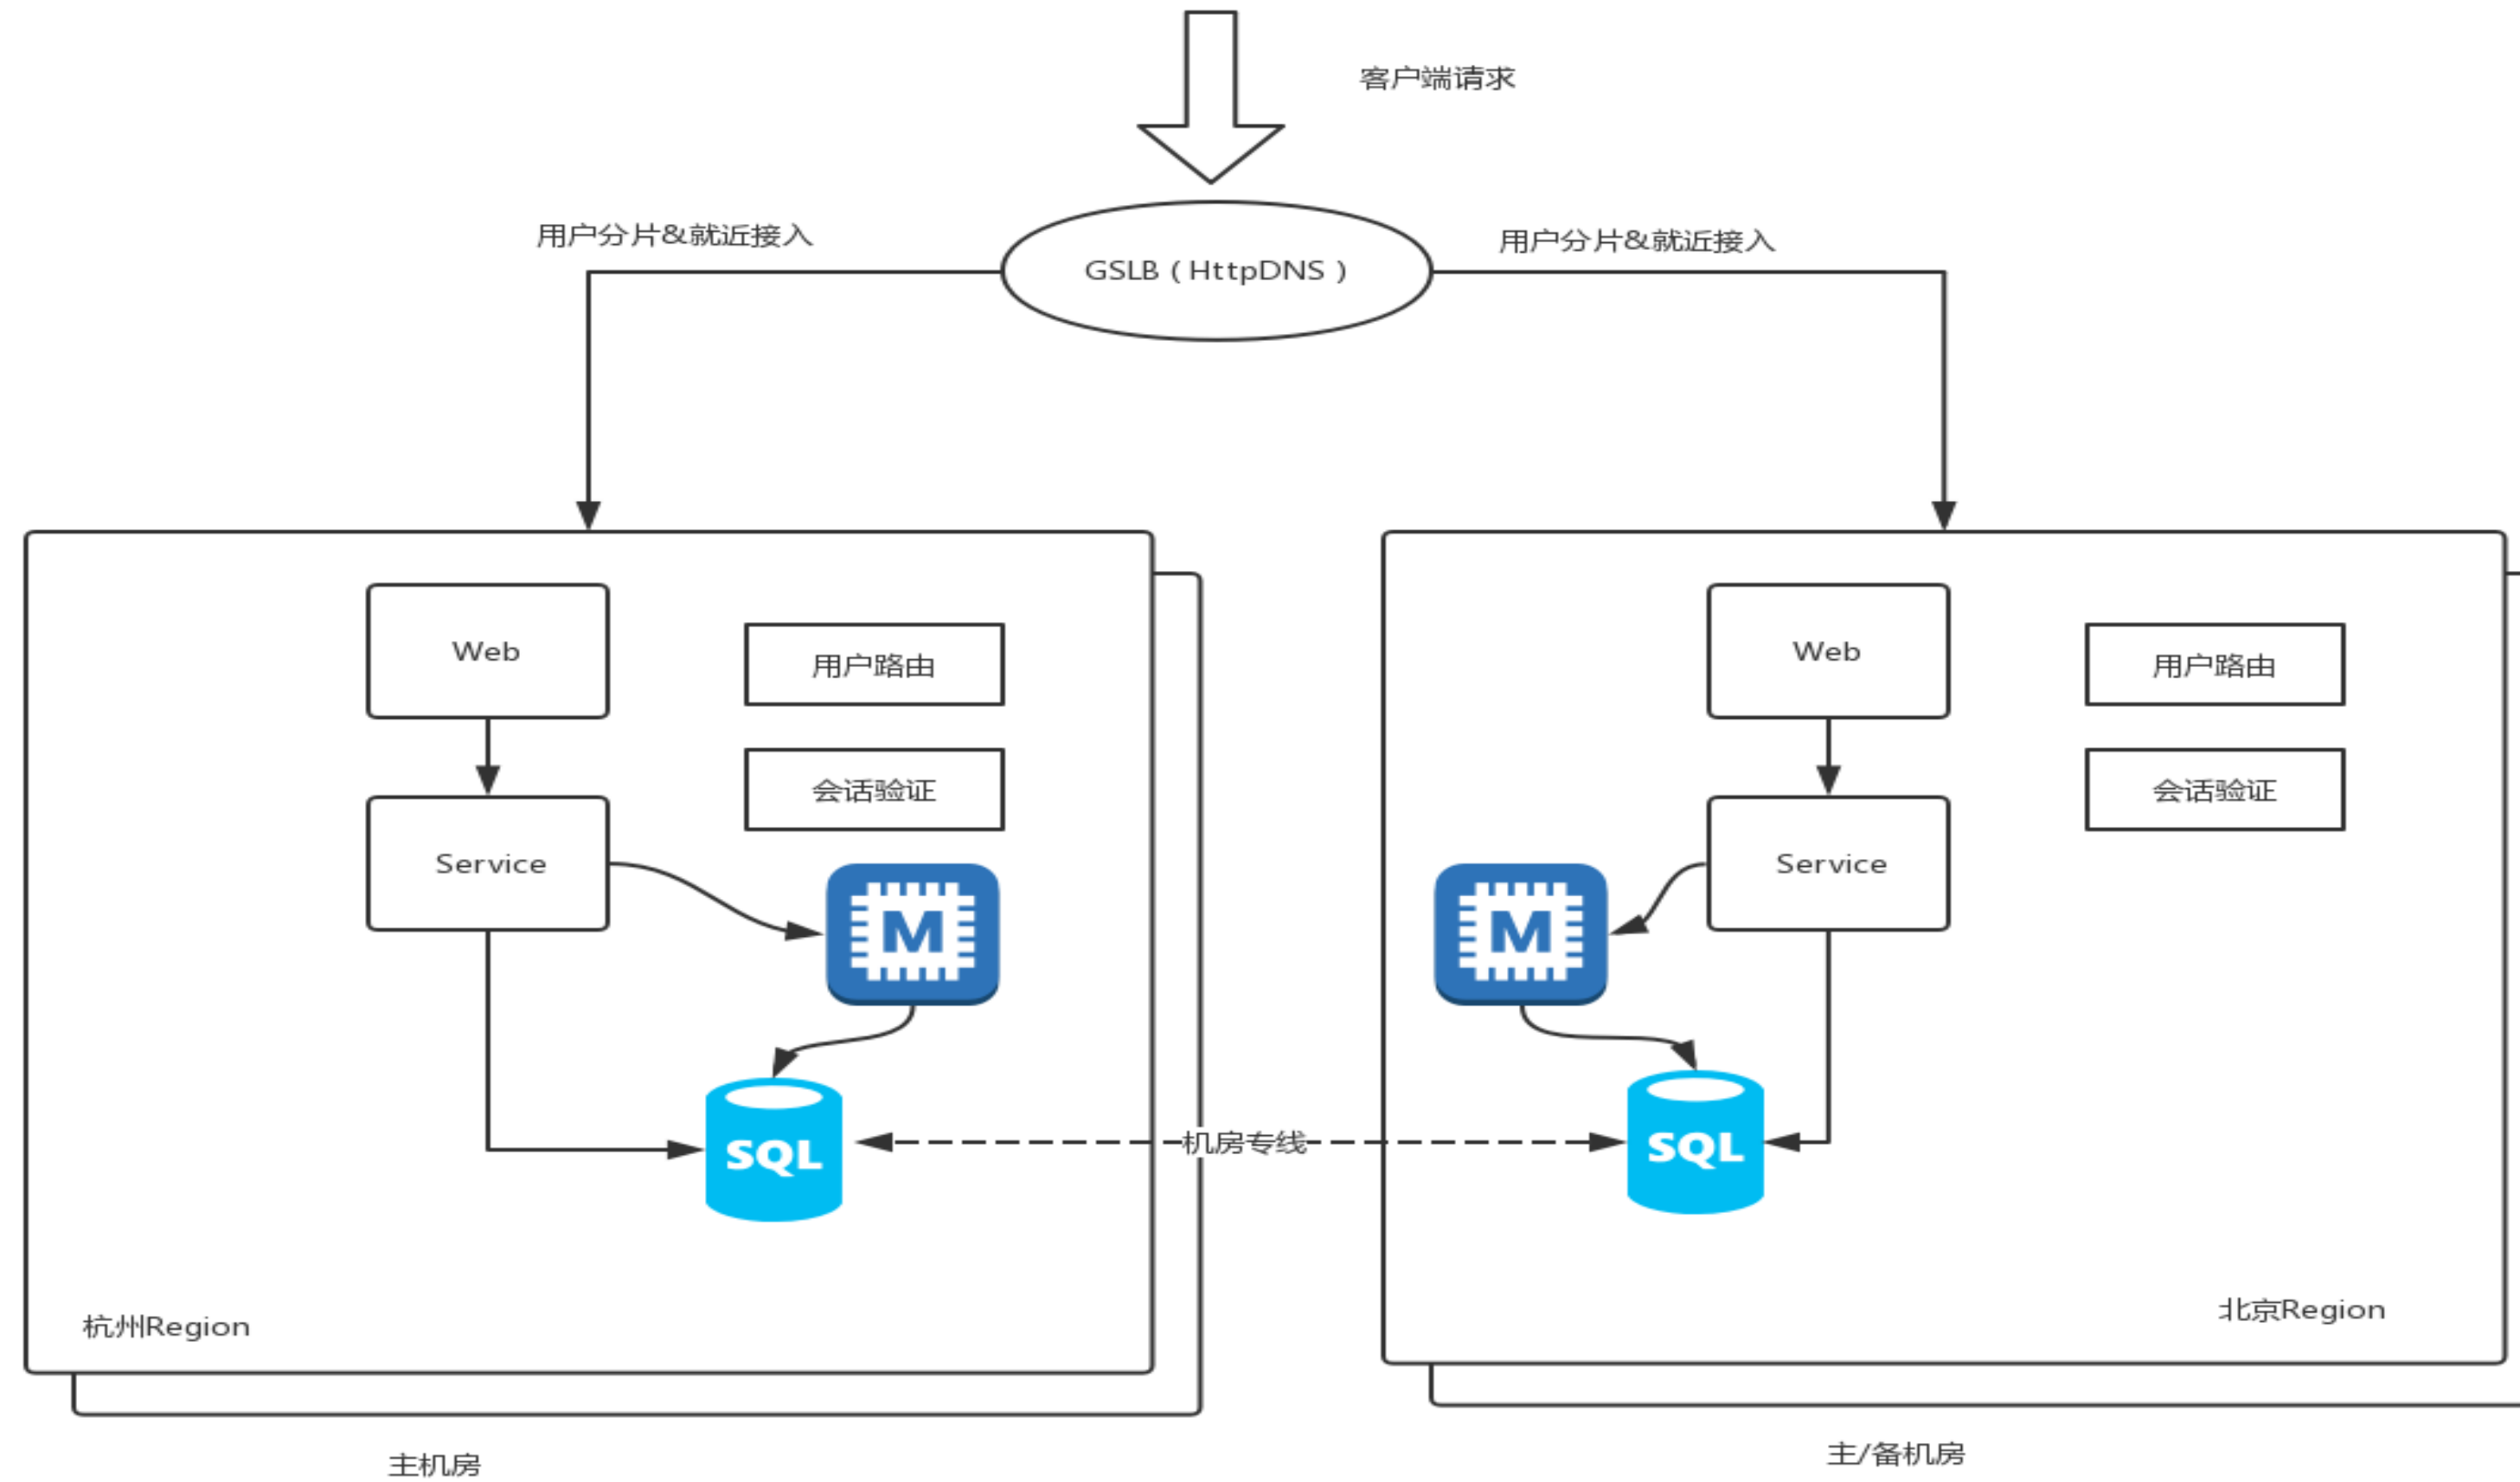 客户端请求
用户分片&就近接入
GSLB（HttpDNS）
用户分片&就近接入
Web
用户路由
会话验证
Service
M
SQL
杭州Region
主机房
机房专线
Web
用户路由
会话验证
Service
M
SQL
北京Region
主/备机房